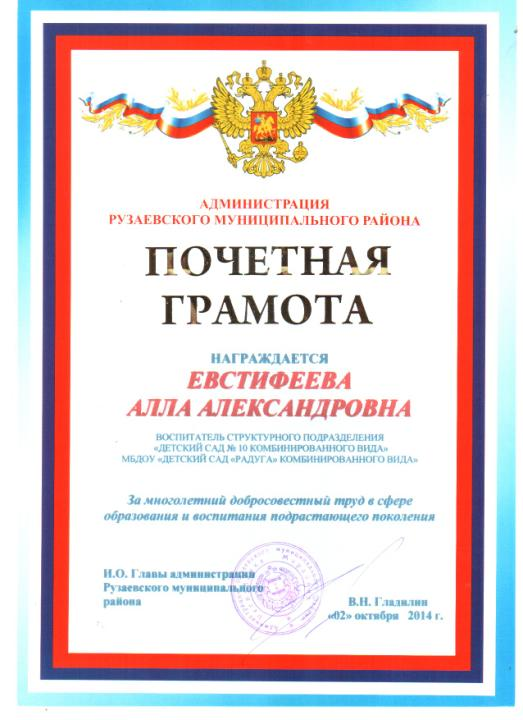 АДМИНИСТРАЦИЯ
РУЗАЕВСКОГО МУНИЦИПАЛЬНОГО РАЙОНА
ПОЧЕТНАЯ
ГРАМОТА
НАГРАЖДАЕТСЯ
ЕВСТИФЕЕВА
АЛЛА АЛЕКСАНДРОВНА
ВОСПИТАТЕЛЬ СТРУКТУРНОГО ПОДРАЗДЕЛЕНИЯ
«ДЕТСКИЙ САД № 10 КОМБИНИРОВАННОГО ВИДА»
МБДОУ «ДЕТСКИЙ САД «РАДУГА» КОМБИНИРОВАННОГО ВИДА»
За многолетний добросовестный труд в сфере
образования и воспитания подрастающего поколения
И.О. Главы администрации
Рузаевского муниципального
района
В.Н. Гладилин
«02» октября 2014 г.